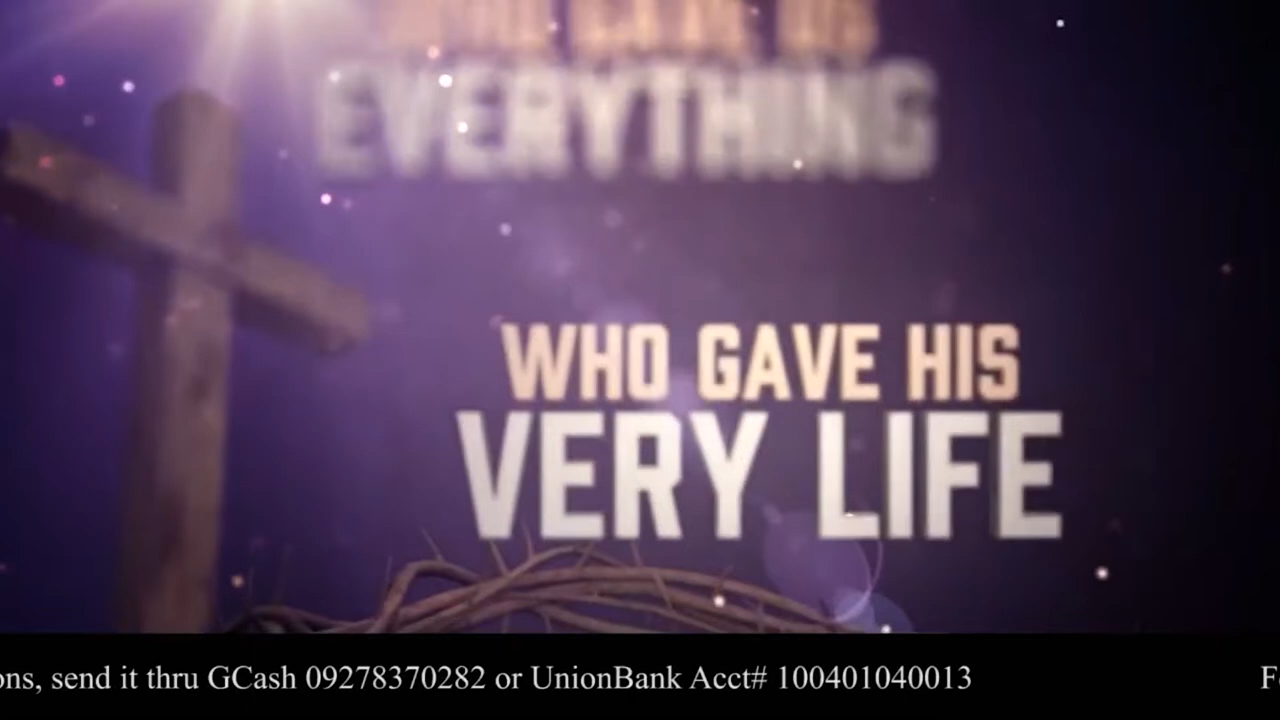 EVERYTHING
WHO GAVE HIS
VERY LIFE
ons, send it thru GCash 09278370282 or UnionBank Acct# 100401040013